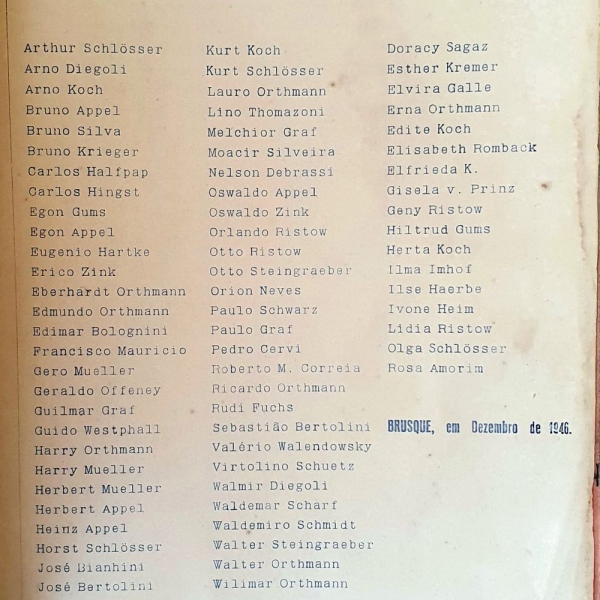 Arthur Schlösser
Arno Diegoli
Arno Koch
Bruno Appel
Bruno Silva
Bruno Krieger
Carlos Halfpap
Carlos Hingst
Egon Gums
Egon Appel
Eugenio Hartke
Erico Zink
Eberhardt Orthmann
Edmundo Orthmann
Edimar Bolognini
Francisco Mauricio
Gero Mueller
Geraldo Offeney
Guilmar Graf
Guido Westphall
Harry Orthmann
Harry Mueller
Herbert Mueller
Herbert Appel
Heinz Appel
Horst Schlösser
José Bianhini
José Bertolini
Kurt Koch
Kurt Schlösser
Lauro Orthmann
Lino Thomazoni
Melchior Graf
Moacir Silveira
Nelson Debrassi
Oswaldo Appel
Oswaldo Zink
Orlando Ristow
Otto Ristow
Otto Steingraeber
Orion Neves
Paulo Schwarz
Paulo Graf
Pedro Cervi
Roberto M. Correia
Ricardo Orthmann
Rudi Fuchs
Sebastião Bertolini
Valério Walendowsky
Virtolino Schuetz
Walmir Diegoli
Waldemar Scharf
Waldemiro Schmidt
Walter Steingraeber
Walter Orthmann
Wilimar Orthmann
Doracy Sagaz
Esther Kremer
Elvira Galle
Erna Orthmann
Edite Koch
Elisabeth Romback
Elfrieda K.
Gisela v. Prinz
Geny Ristow
Hiltrud Gums
Herta Koch
Ilma Imhof
Ilse Haerbe
Ivone Heim
Lidia Ristow
Olga Schlösser
Rosa Amorim
BRUSQUE, em Dezembro de 1946.